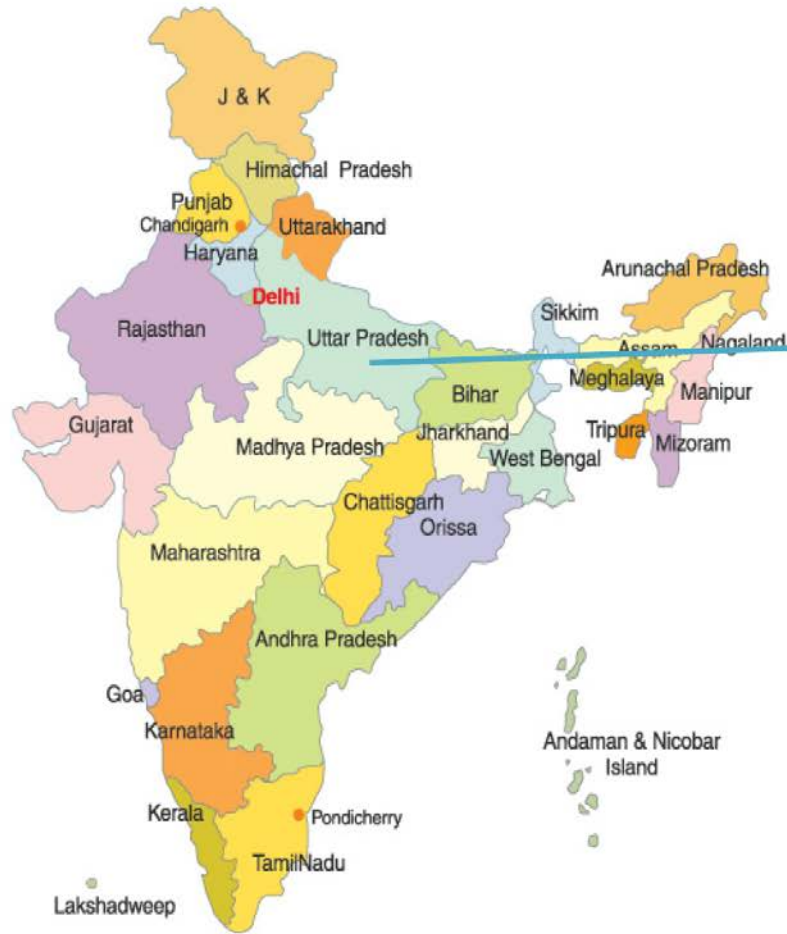 J & K
Himachal Pradesh
Punjab
Chandigarh
Uttarakhand
Haryana
Delhi
Arunachal Pradesh
Sikkim
Rajasthan
Uttar Pradesh
Assam
Nagaland
Meghalaya
Bihar
Manipur
Gujarat
Madhya Pradesh
Jharkhand
Tripura
Mizoram
West Bengal
Chattisgarh
Orissa
Maharashtra
Andhra Pradesh
Goa
Karnataka
Andaman & Nicobar
Island
Kerala
Pondicherry
TamilNadu
Lakshadweep